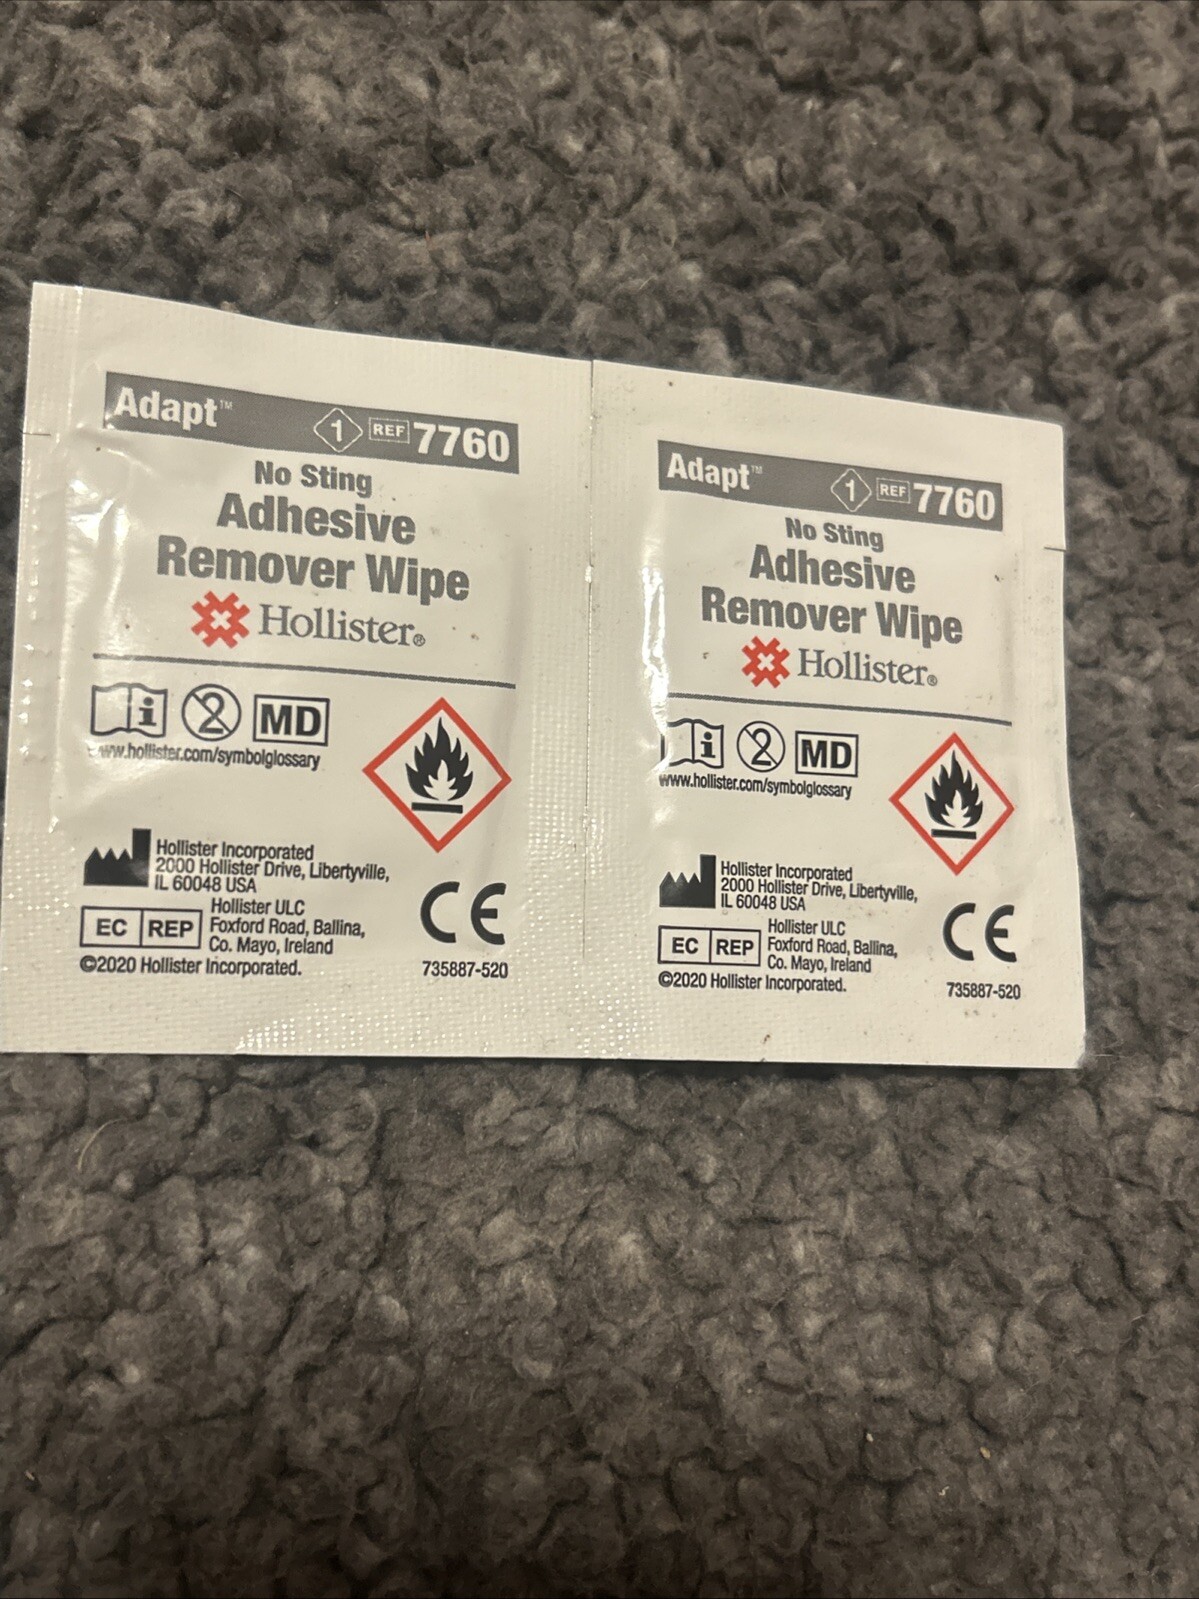 Adapt™ 1 REF 7760
No Sting
Adhesive
Remover Wipe
Hollister®
i 2 MD
www.hollister.com/symbolglossary
Hollister Incorporated
2000 Hollister Drive, Libertyville,
IL 60048 USA
EC REP
Hollister ULC
Foxford Road, Ballina,
Co. Mayo, Ireland
©2020 Hollister Incorporated.
CE
735887-520
Adapt™ 1 REF 7760
No Sting
Adhesive
Remover Wipe
Hollister®
i 2 MD
www.hollister.com/symbolglossary
Hollister Incorporated
2000 Hollister Drive, Libertyville,
IL 60048 USA
EC REP
Hollister ULC
Foxford Road, Ballina,
Co. Mayo, Ireland
©2020 Hollister Incorporated.
CE
735887-520